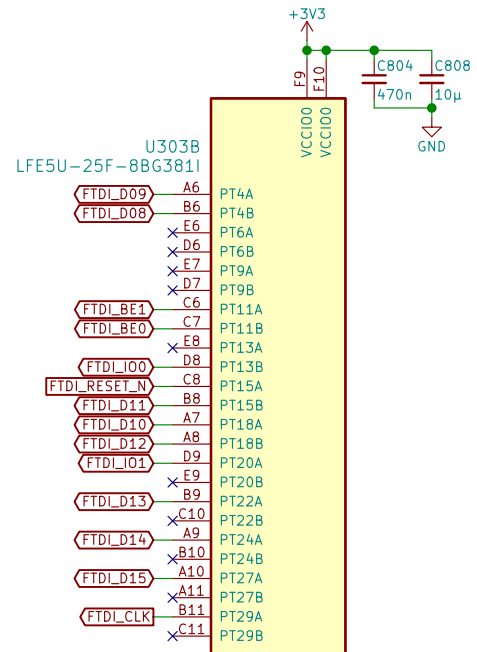 +3V3
F9 F10
C804 C808
470n 10µ
VCCIO0 VCCIO0
GND
U303B
LFE5U-25F-8BG381I
FTDI_D09 A6 PT4A
FTDI_D08 B6 PT4B
E6 PT6A
D6 PT6B
E7 PT9A
D7 PT9B
FTDI_BE1 C6 PT11A
FTDI_BE0 C7 PT11B
E8 PT13A
FTDI_IO0 D8 PT13B
FTDI_RESET_N C8 PT15A
FTDI_D11 B8 PT15B
FTDI_D10 A7 PT18A
FTDI_D12 A8 PT18B
FTDI_IO1 D9 PT20A
E9 PT20B
FTDI_D13 B9 PT22A
C10 PT22B
FTDI_D14 A9 PT24A
B10 PT24B
FTDI_D15 A10 PT27A
A11 PT27B
FTDI_CLK B11 PT29A
C11 PT29B